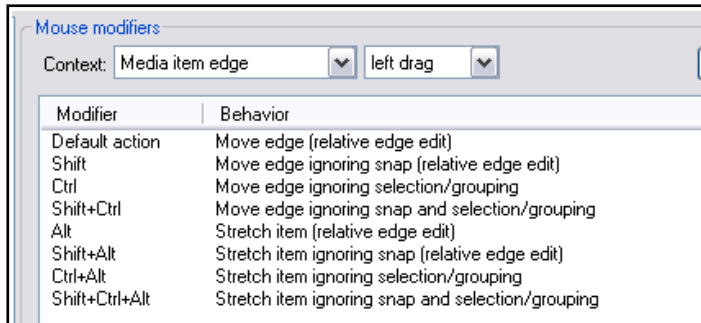 Mouse modifiers
Context: Media item edge left drag
Modifier Behavior
Default action Move edge (relative edge edit)
Shift Move edge ignoring snap (relative edge edit)
Ctrl Move edge ignoring selection/grouping
Shift+Ctrl Move edge ignoring snap and selection/grouping
Alt Stretch item (relative edge edit)
Shift+Alt Stretch item ignoring snap (relative edge edit)
Ctrl+Alt Stretch item ignoring selection/grouping
Shift+Ctrl+Alt Stretch item ignoring snap and selection/grouping